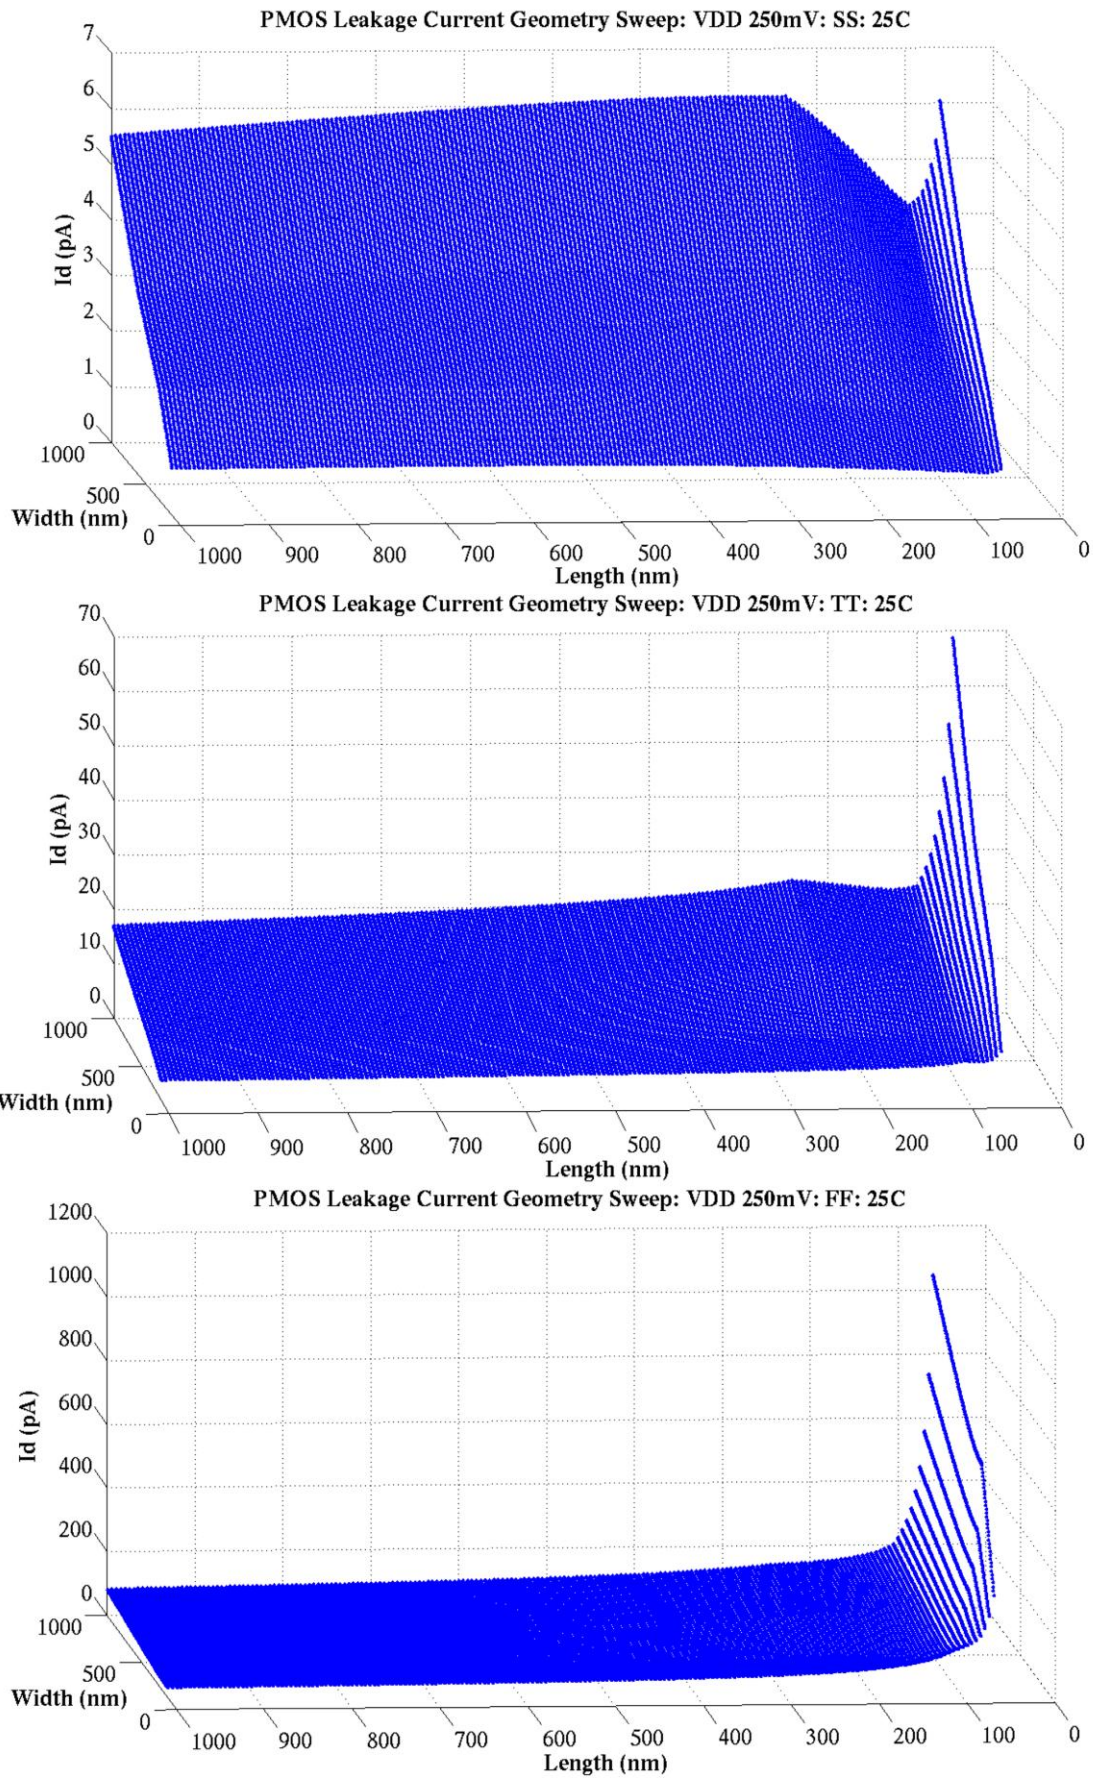 PMOS Leakage Current Geometry Sweep: VDD 250mV: SS: 25C
7
6
5
4
3
2
1
0
Id (pA)
1000
500
0
Width (nm)
1000 900 800 700 600 500 400 300 200 100 0
Length (nm)
PMOS Leakage Current Geometry Sweep: VDD 250mV: TT: 25C
70
60
50
40
30
20
10
0
Id (pA)
1000
500
0
Width (nm)
1000 900 800 700 600 500 400 300 200 100 0
Length (nm)
PMOS Leakage Current Geometry Sweep: VDD 250mV: FF: 25C
1200
1000
800
600
400
200
0
Id (pA)
1000
500
0
Width (nm)
1000 900 800 700 600 500 400 300 200 100 0
Length (nm)